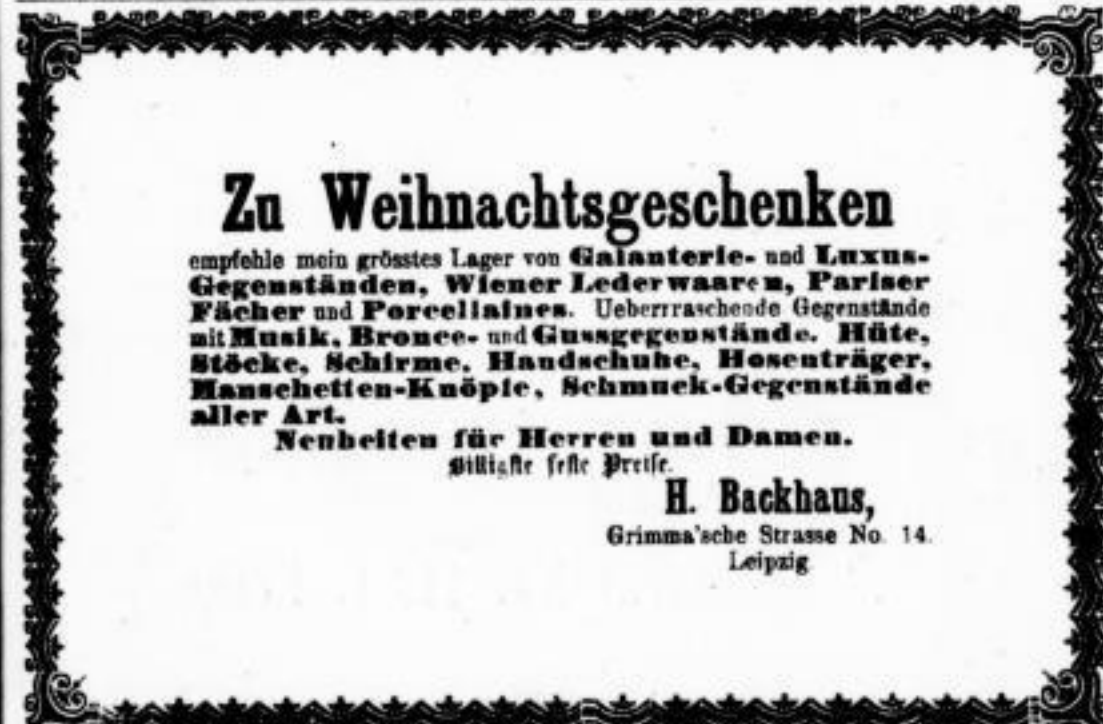 Zu Weihnachtsgeschenken
empfehle mein grösstes Lager von Galanterie- und Luxus-
Gegenständen, Wiener Lederwaaren, Pariser
Fächer und Porcellaines. Ueberrraschende Gegenstände
mit Musik, Bronce- und Gussgegenstände. Hüte,
Stöcke, Schirme, Handschuhe, Hosenträger,
Manschetten-Knöpfe, Schmuck-Gegenstände
aller Art.
Neuheiten für Herren und Damen.
Billigste feste Preise.
H. Backhaus,
Grimma'sche Strasse No. 14.
Leipzig